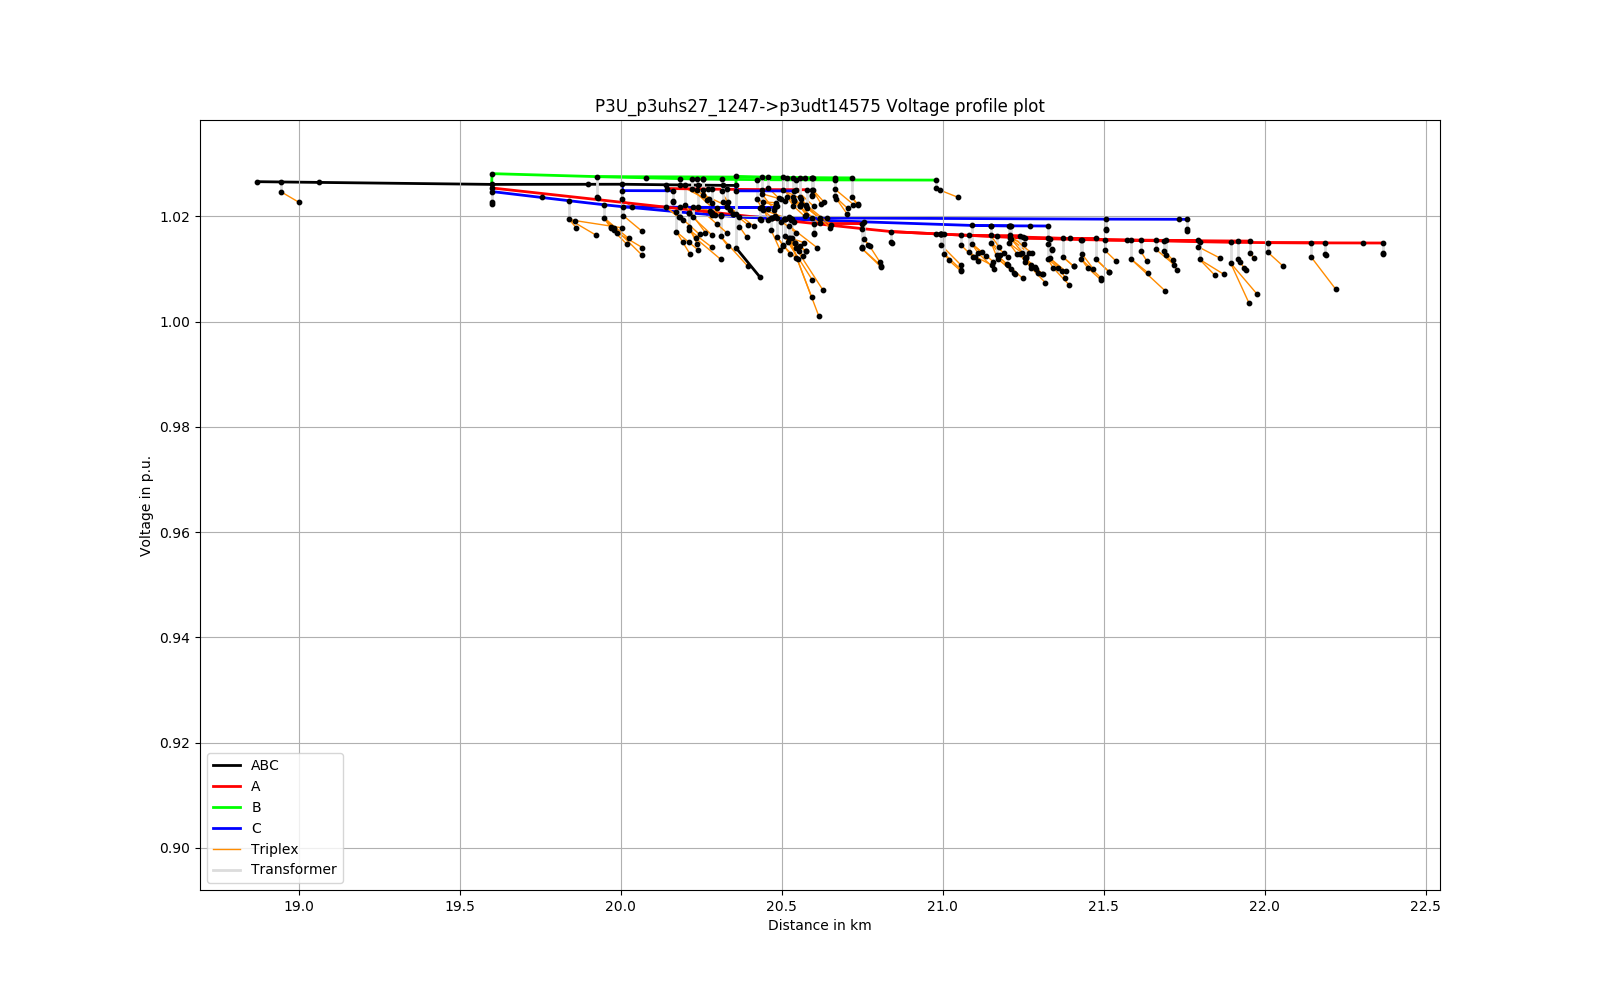 P3U_p3uhs27_1247->p3udt14575 Voltage profile plot
Voltage in p.u.
1.02
1.00
0.98
0.96
0.94
0.92
0.90
ABC
A
B
C
Triplex
Transformer
19.0 19.5 20.0 20.5 21.0 21.5 22.0 22.5
Distance in km